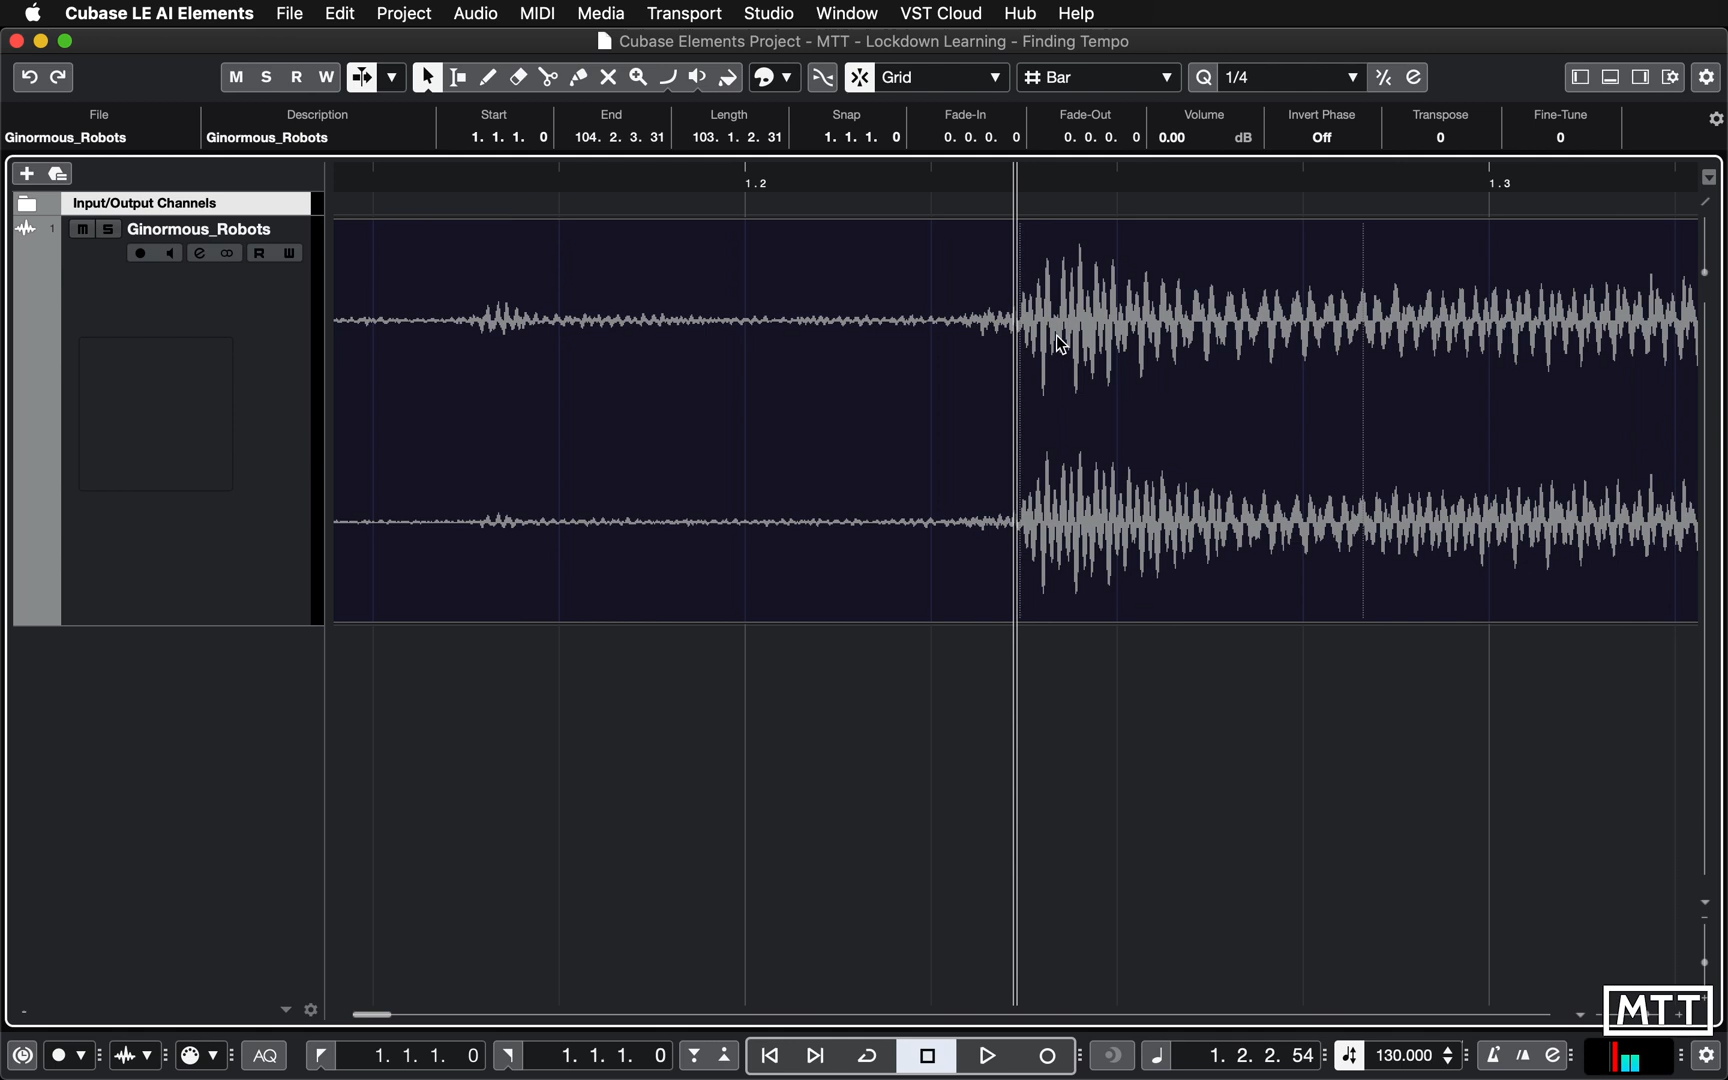 Cubase LE AI Elements File Edit Project Audio MIDI Media Transport Studio Window VST Cloud Hub Help
Cubase Elements Project - MTT - Lockdown Learning - Finding Tempo
M S R W Grid Bar Q 1/4
File Description Start End Length Snap Fade-In Fade-Out Volume Invert Phase Transpose Fine-Tune
Ginormous_Robots Ginormous_Robots 1. 1. 1. 0 104. 2. 3. 31 103. 1. 2. 31 1. 1. 1. 0 0. 0. 0. 0 0. 0. 0. 0 0.00 dB Off 0 0
1.2 1.3
Input/Output Channels
1 m s Ginormous_Robots
e R W
MTT
AQ 1. 1. 1. 0 1. 1. 1. 0 1. 2. 2. 54 130.000 e